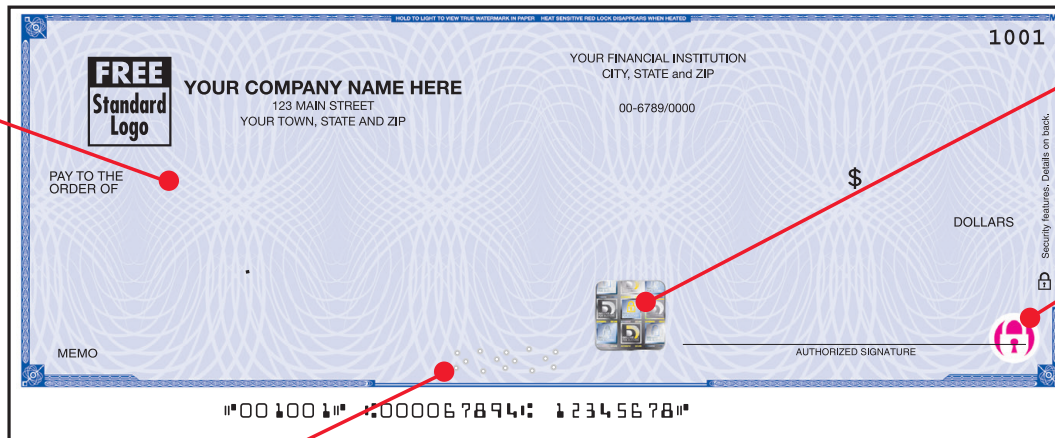 HOLD TO LIGHT TO VIEW TRUE WATERMARK IN PAPER HEAT SENSITIVE RED LOCK DISAPPEARS WHEN HEATED
1001
FREE
Standard
Logo
YOUR COMPANY NAME HERE
123 MAIN STREET
YOUR TOWN, STATE AND ZIP
YOUR FINANCIAL INSTITUTION
CITY, STATE and ZIP
00-6789/0000
PAY TO THE
ORDER OF
$
DOLLARS
Security features. Details on back.
MEMO
AUTHORIZED SIGNATURE
⑈001001⑈ ⑆000067894⑆ 12345678⑈